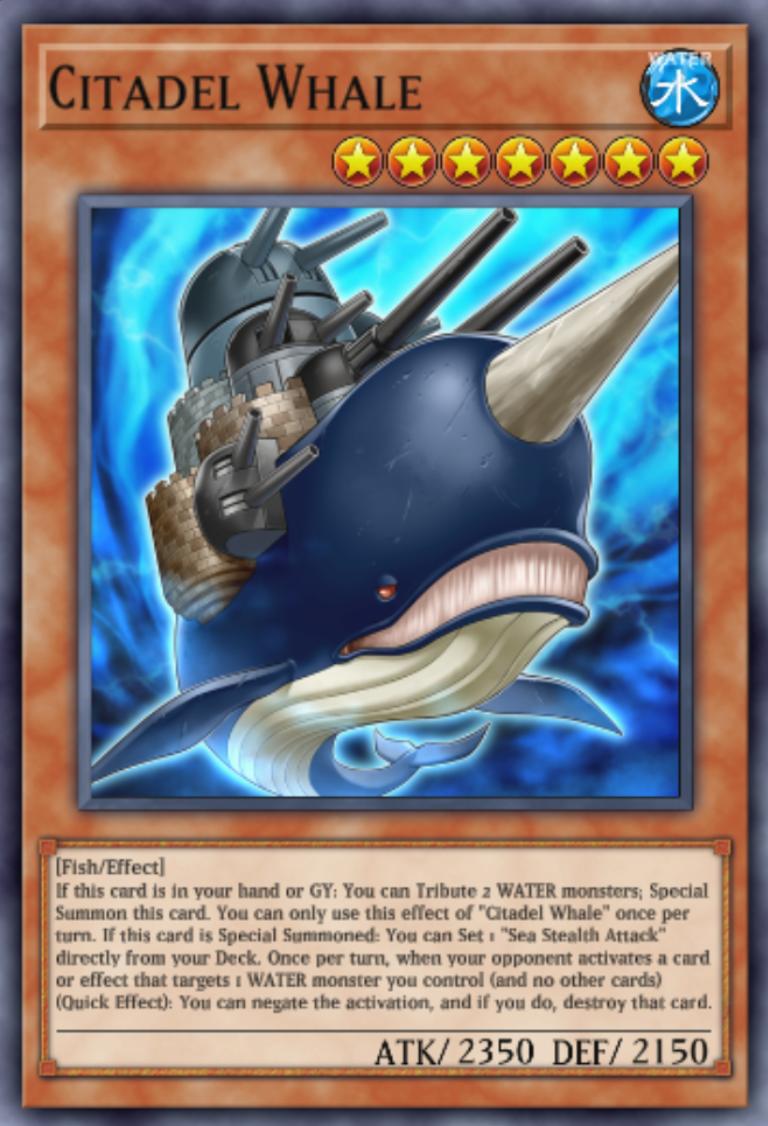 Citadel Whale
WATER
水
[Fish/Effect]
If this card is in your hand or GY: You can Tribute 2 WATER monsters; Special
Summon this card. You can only use this effect of "Citadel Whale" once per
turn. If this card is Special Summoned: You can Set 1 "Sea Stealth Attack"
directly from your Deck. Once per turn, when your opponent activates a card
or effect that targets 1 WATER monster you control (and no other cards)
(Quick Effect): You can negate the activation, and if you do, destroy that card.
ATK/ 2350 DEF/ 2150